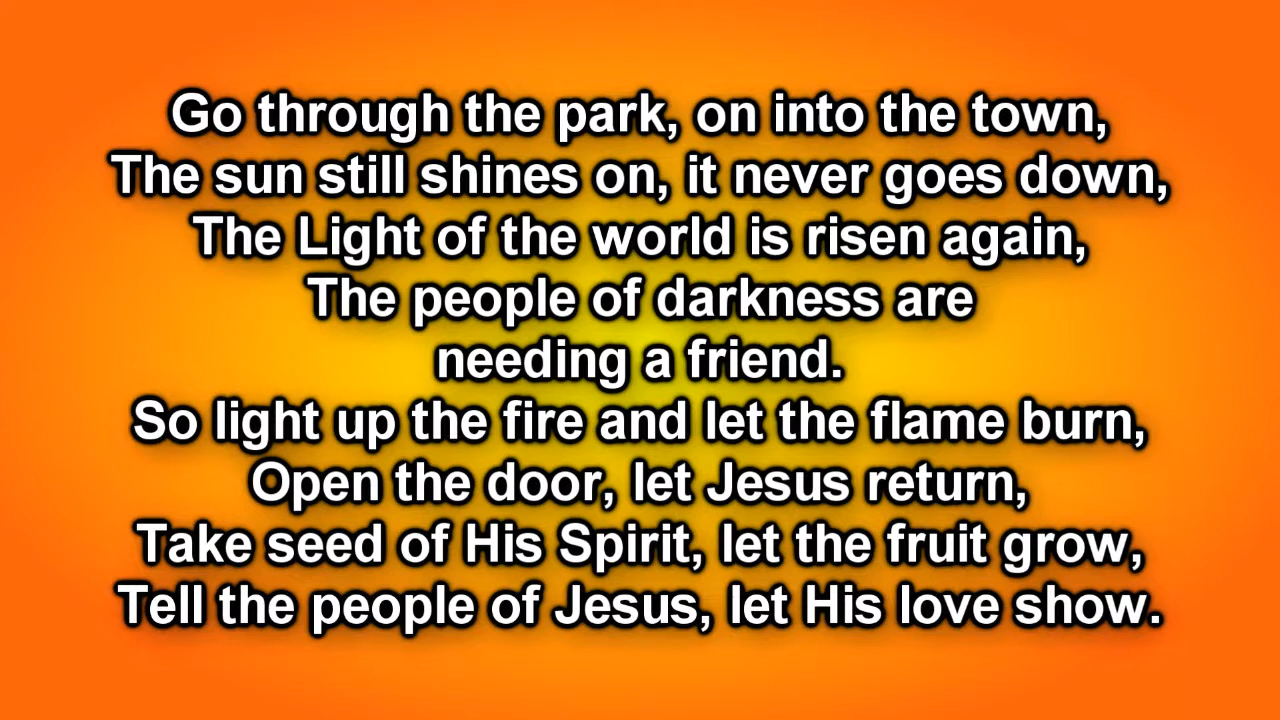 Go through the park, on into the town,
The sun still shines on, it never goes down,
The Light of the world is risen again,
The people of darkness are
needing a friend.
So light up the fire and let the flame burn,
Open the door, let Jesus return,
Take seed of His Spirit, let the fruit grow,
Tell the people of Jesus, let His love show.